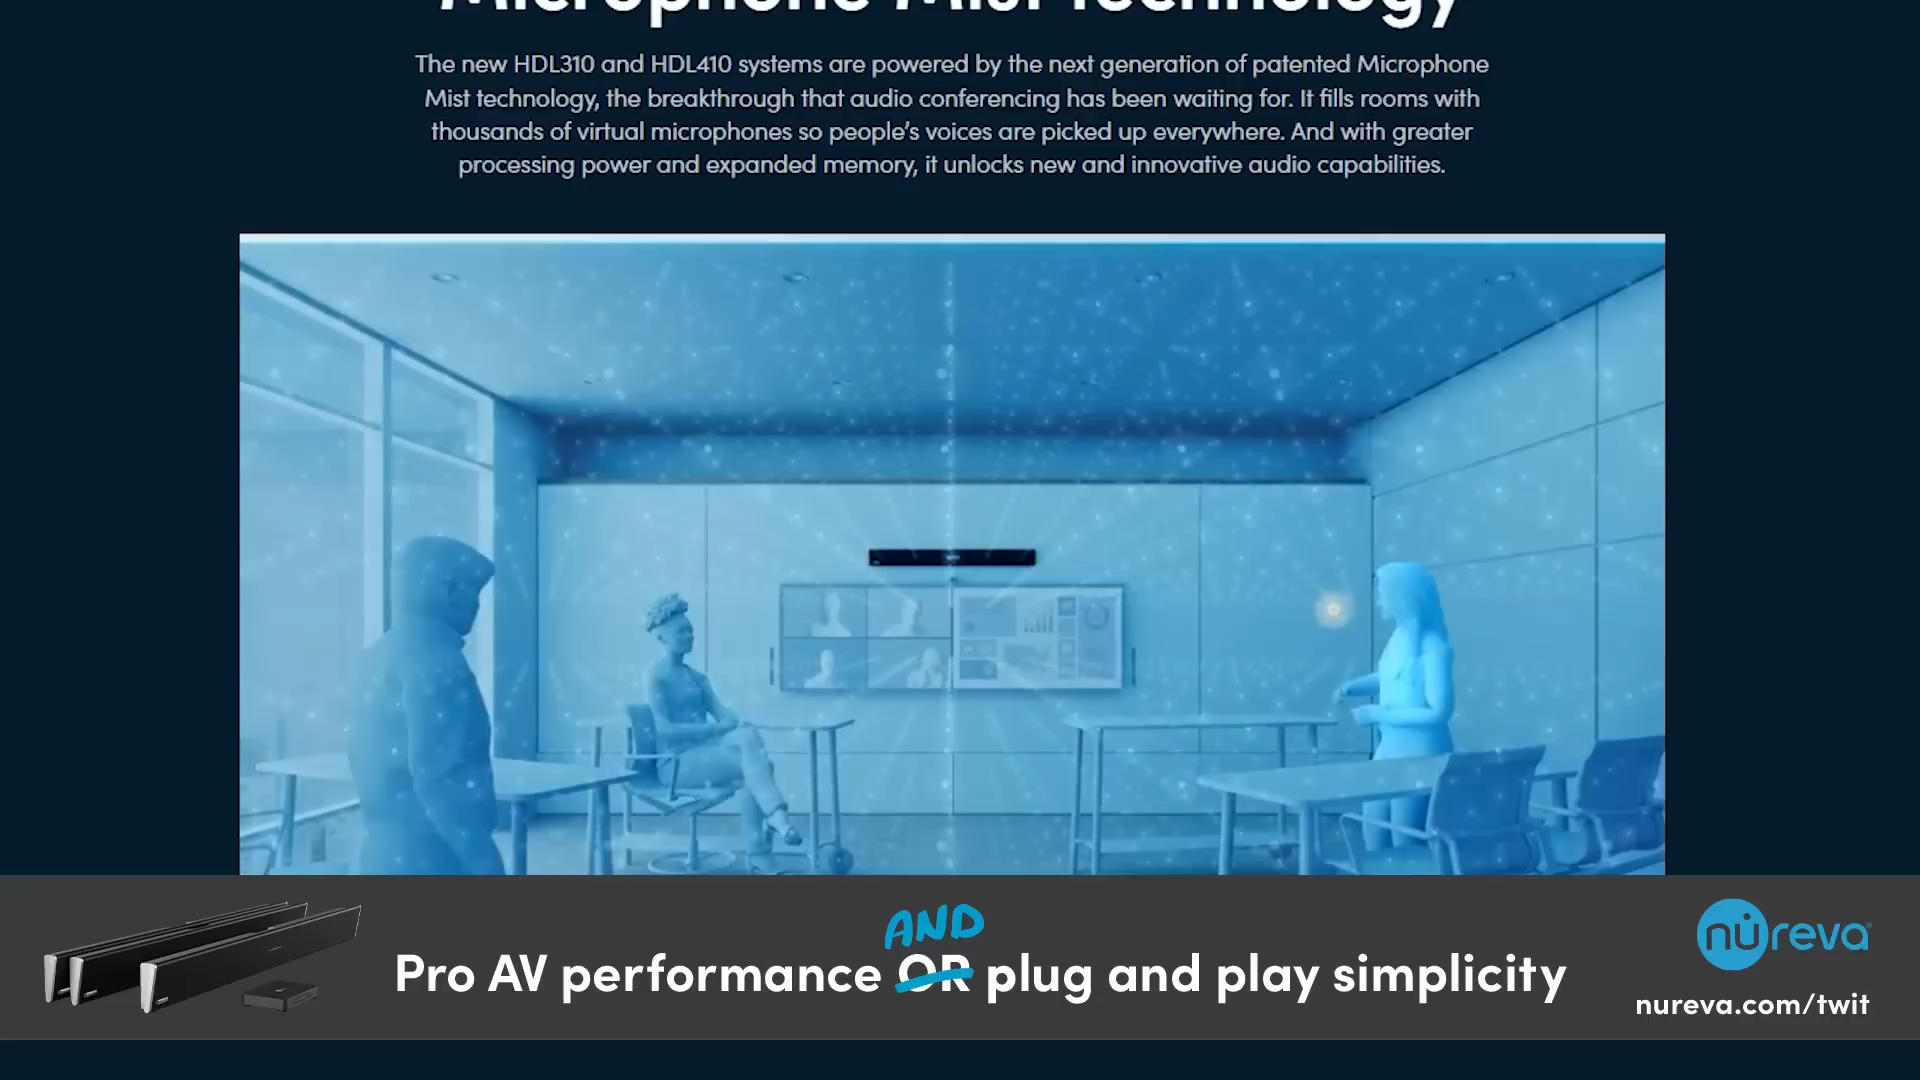 Microphone Mist technology
The new HDL310 and HDL410 systems are powered by the next generation of patented Microphone
Mist technology, the breakthrough that audio conferencing has been waiting for. It fills rooms with
thousands of virtual microphones so people’s voices are picked up everywhere. And with greater
processing power and expanded memory, it unlocks new and innovative audio capabilities.
AND
Pro AV performance OR plug and play simplicity
nureva
nureva.com/twit